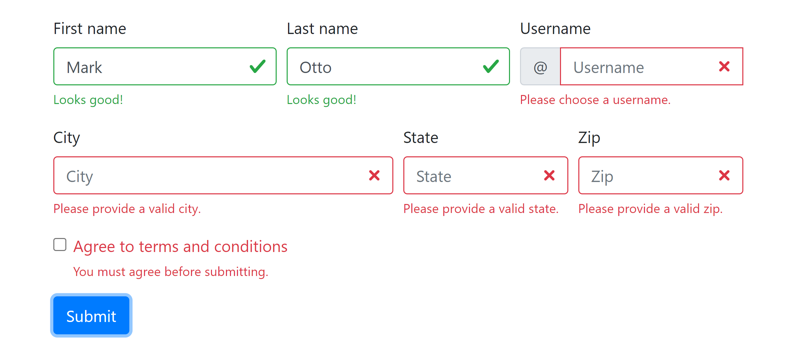 First name Last name Username
Mark Otto @ Username
Looks good! Looks good! Please choose a username.
City State Zip
City State Zip
Please provide a valid city. Please provide a valid state. Please provide a valid zip.
Agree to terms and conditions
You must agree before submitting.
Submit